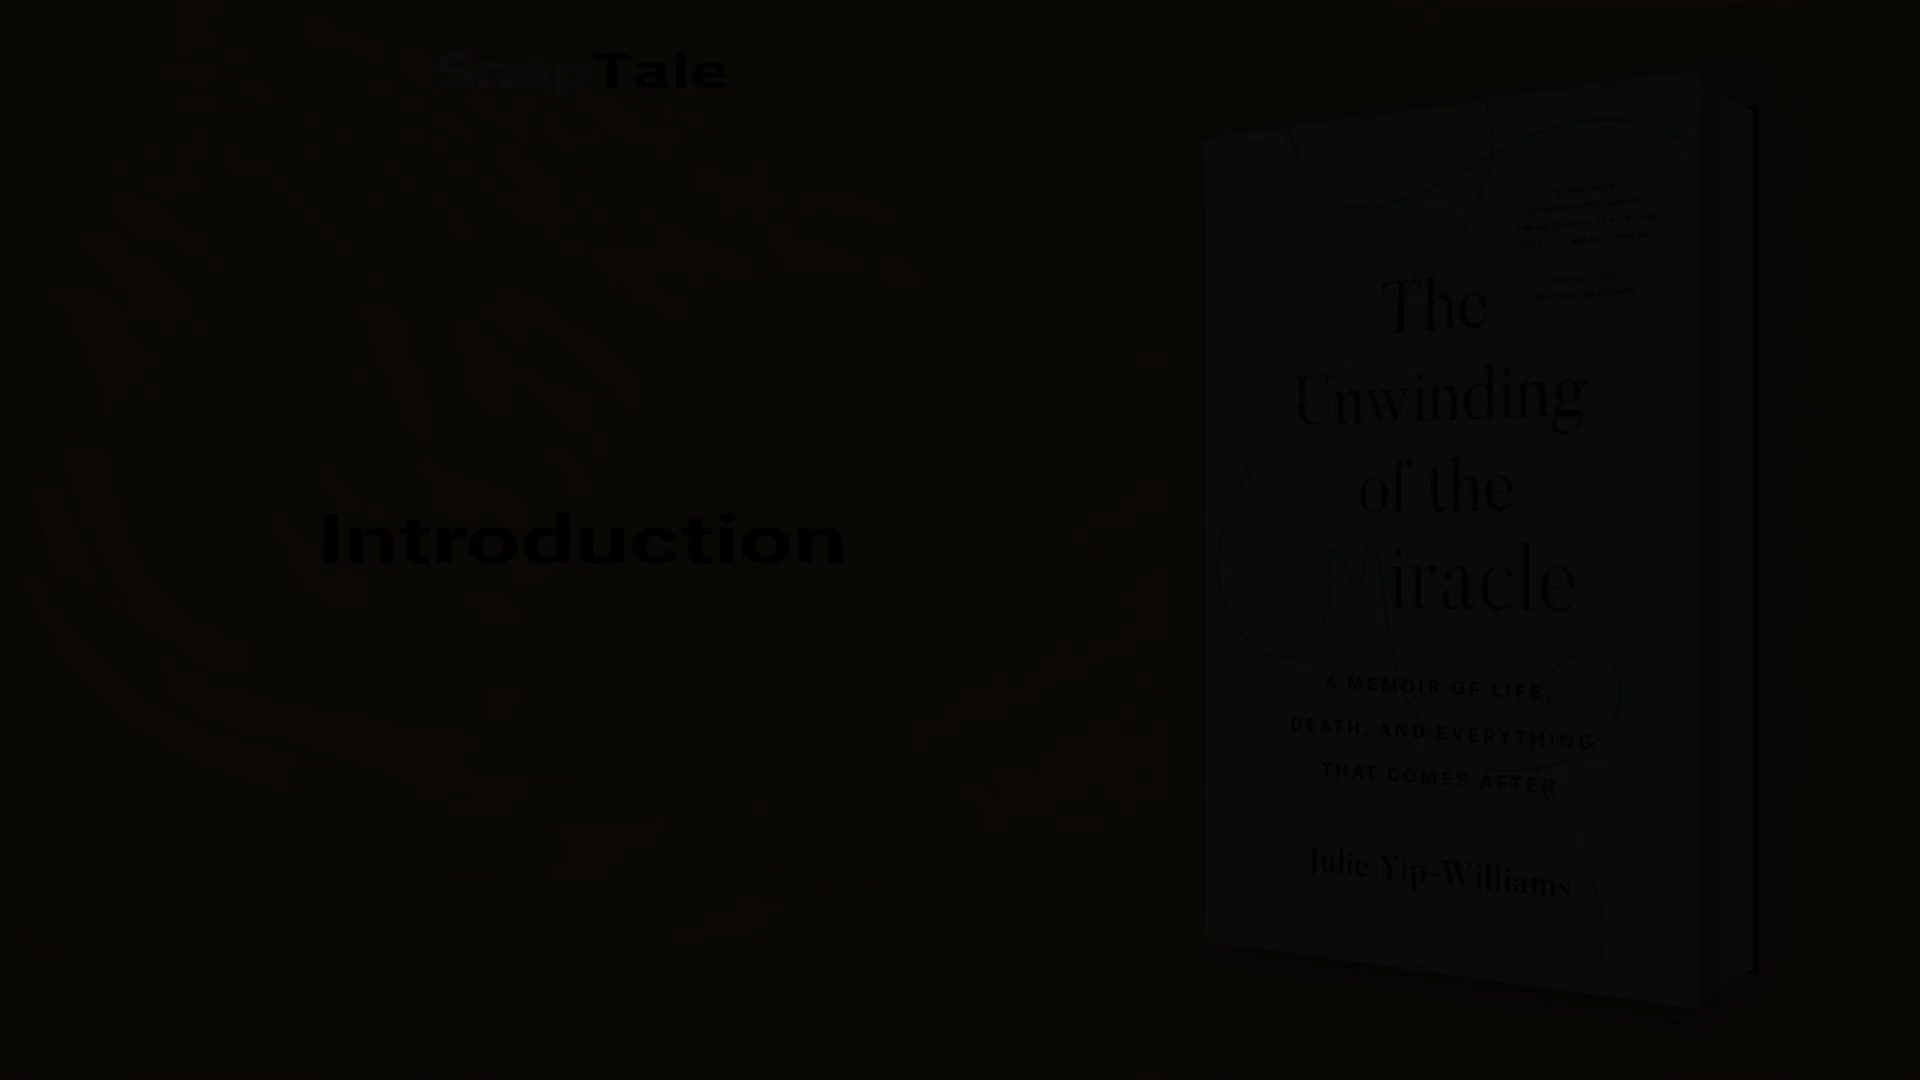 SnapTale
Introduction
The
Unwinding
of the
Miracle
A MEMOIR OF LIFE,
DEATH, AND EVERYTHING
THAT COMES AFTER
Julie Yip-Williams